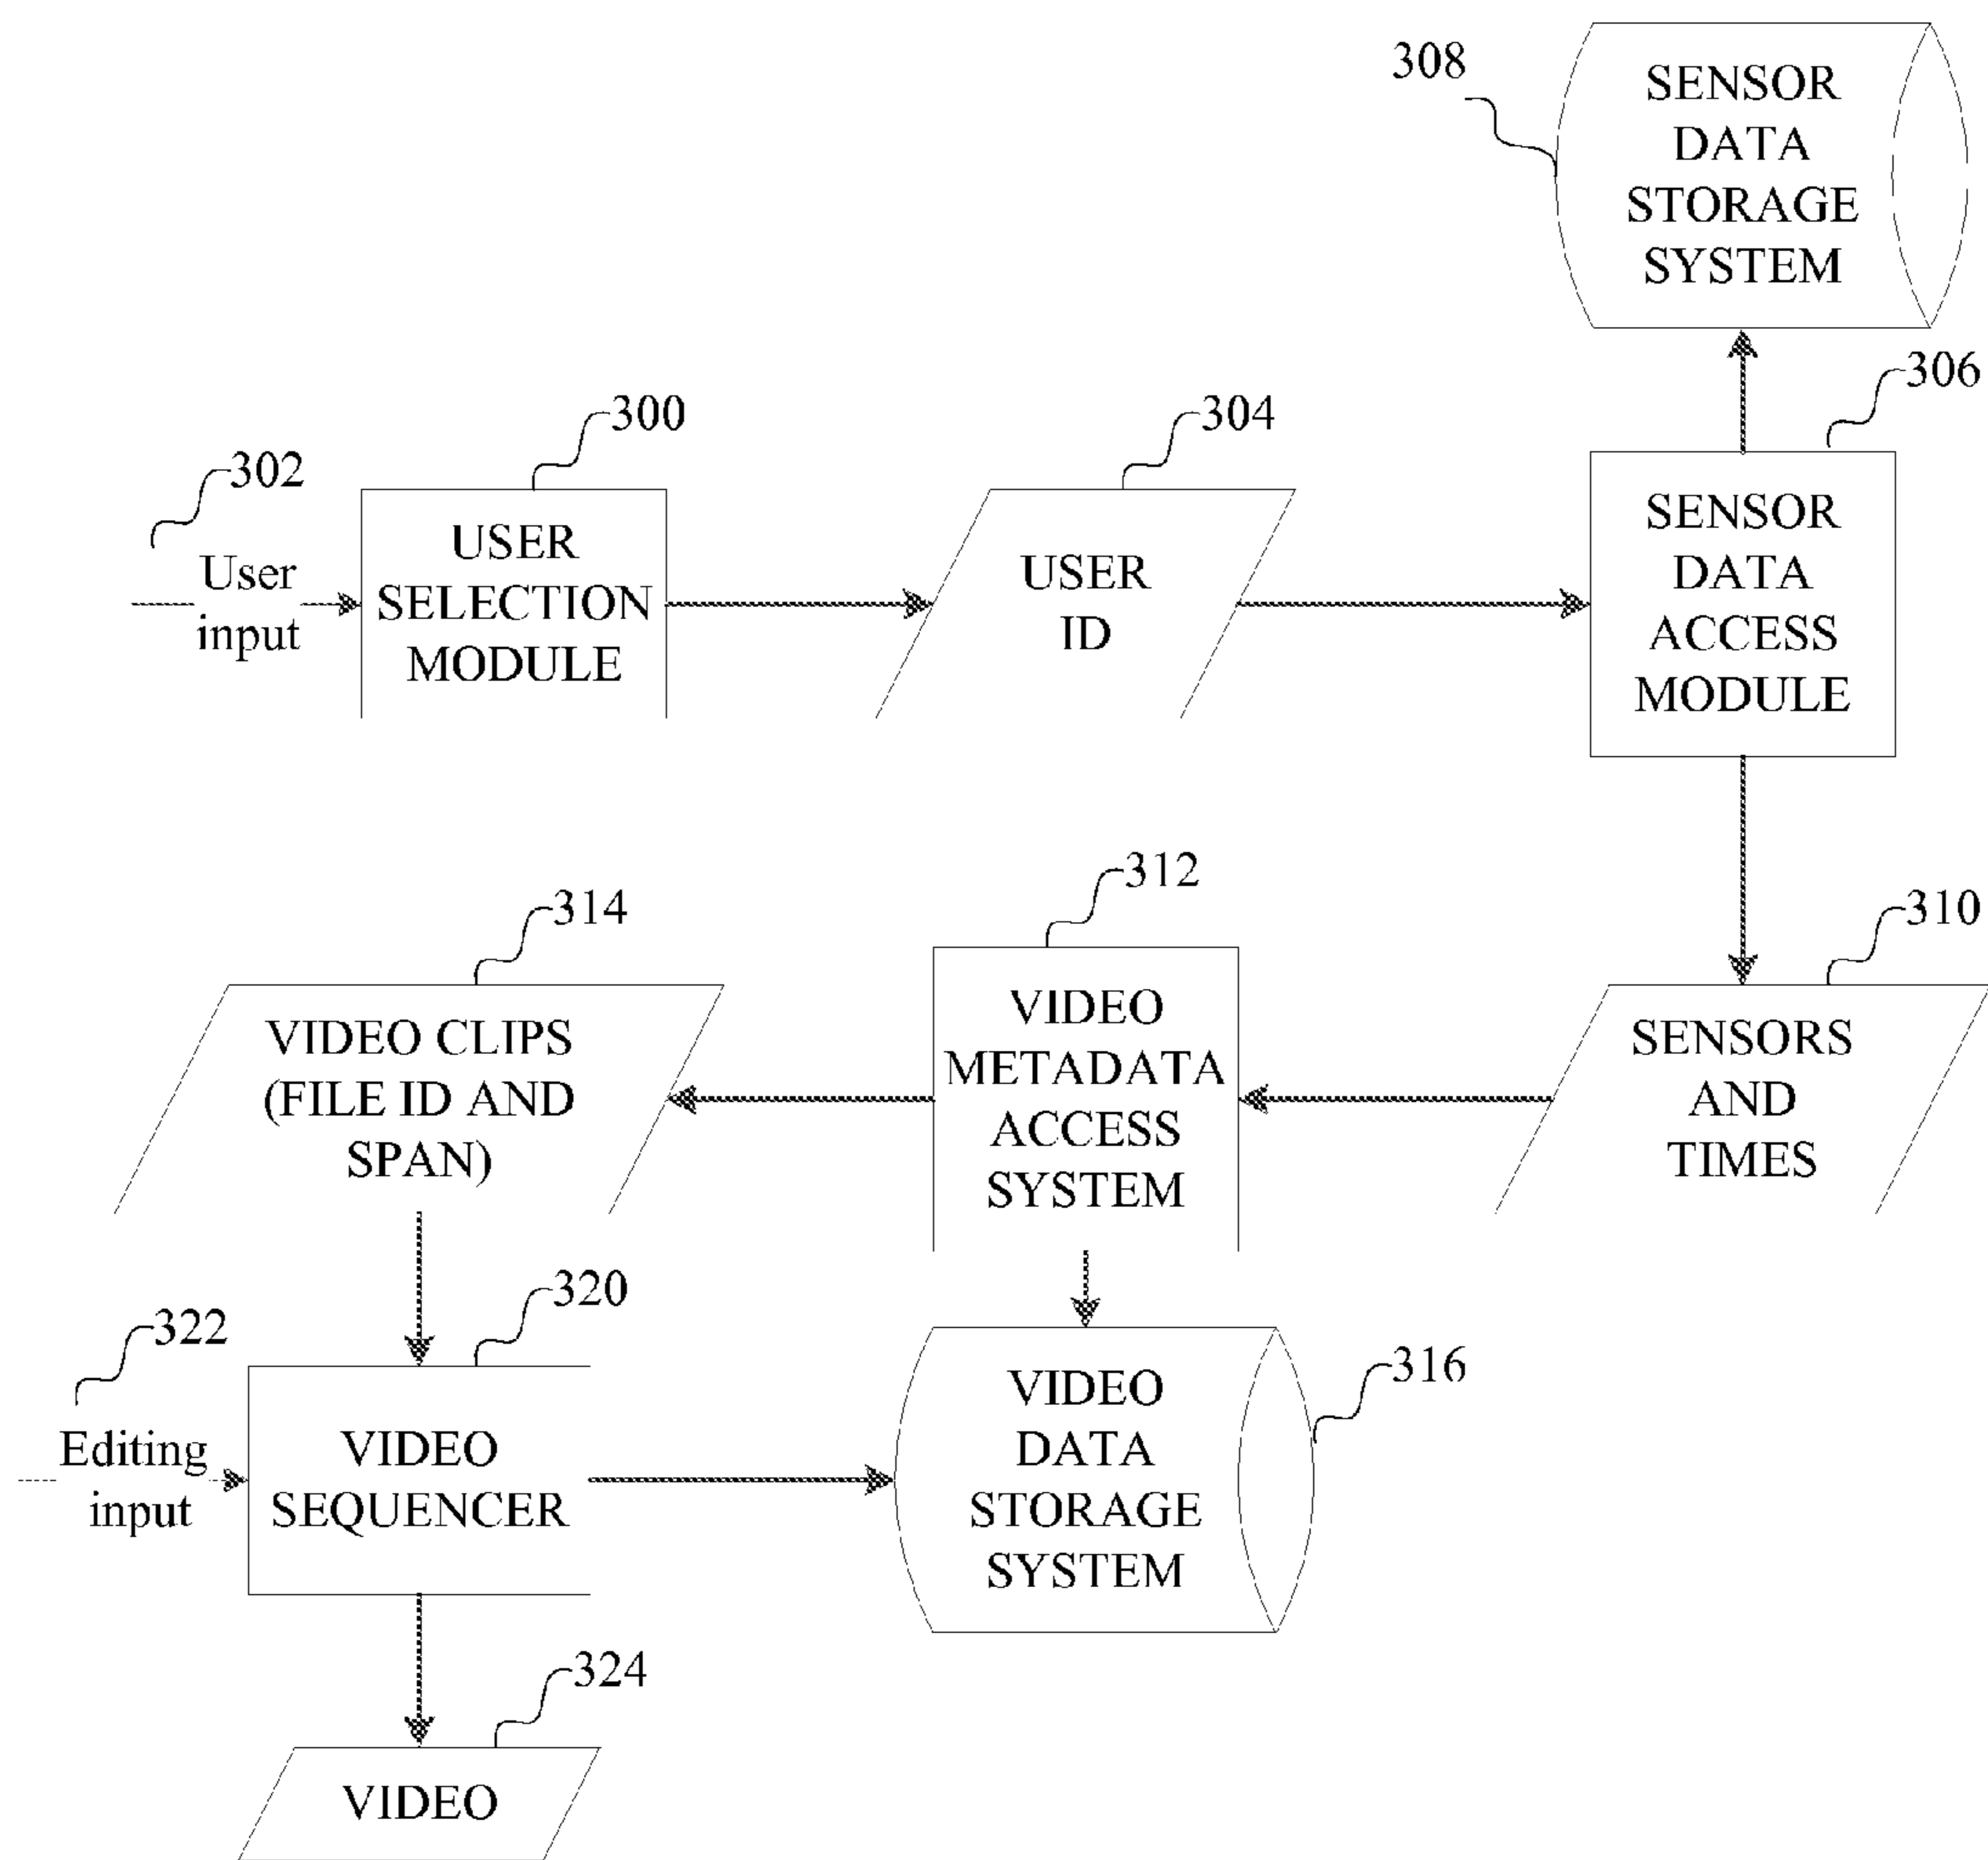 308
SENSOR
DATA
STORAGE
SYSTEM
306
300
304
302
User
input
USER
SELECTION
MODULE
USER
ID
SENSOR
DATA
ACCESS
MODULE
312
314
310
VIDEO CLIPS
(FILE ID AND
SPAN)
VIDEO
METADATA
ACCESS
SYSTEM
SENSORS
AND
TIMES
320
322
Editing
input
VIDEO
SEQUENCER
316
VIDEO
DATA
STORAGE
SYSTEM
324
VIDEO